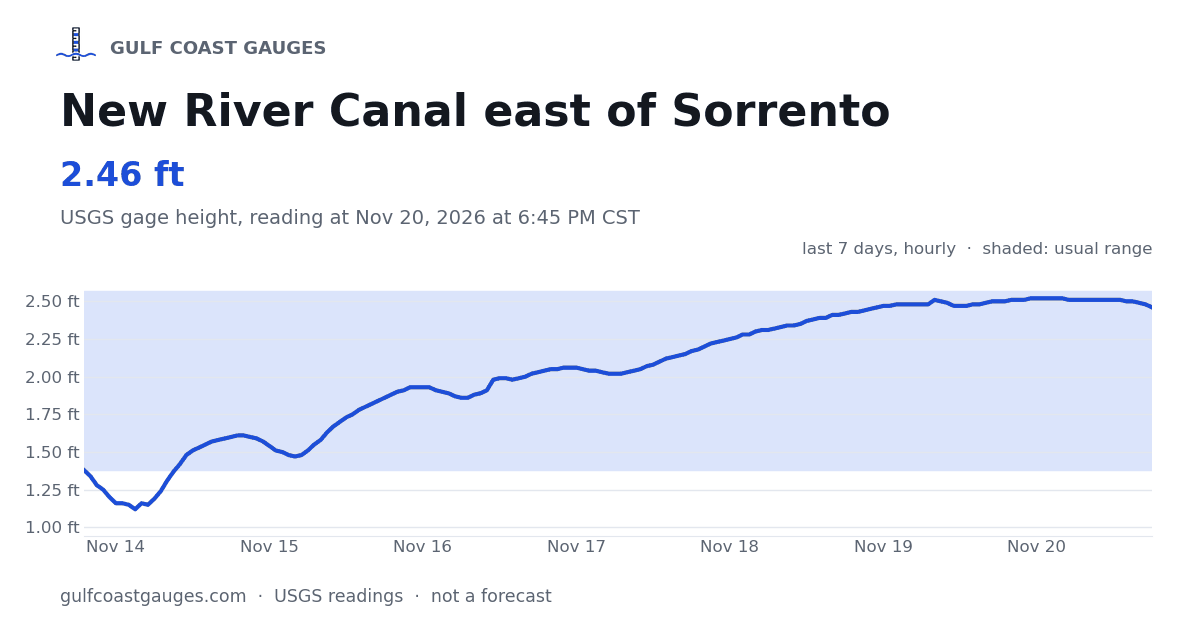 GULF COAST GAUGES
New River Canal east of Sorrento
2.46 ft
USGS gage height, reading at Nov 20, 2026 at 6:45 PM CST
last 7 days, hourly · shaded: usual range
2.50 ft
2.25 ft
2.00 ft
1.75 ft
1.50 ft
1.25 ft
1.00 ft
Nov 14 Nov 15 Nov 16 Nov 17 Nov 18 Nov 19 Nov 20
gulfcoastgauges.com · USGS readings · not a forecast